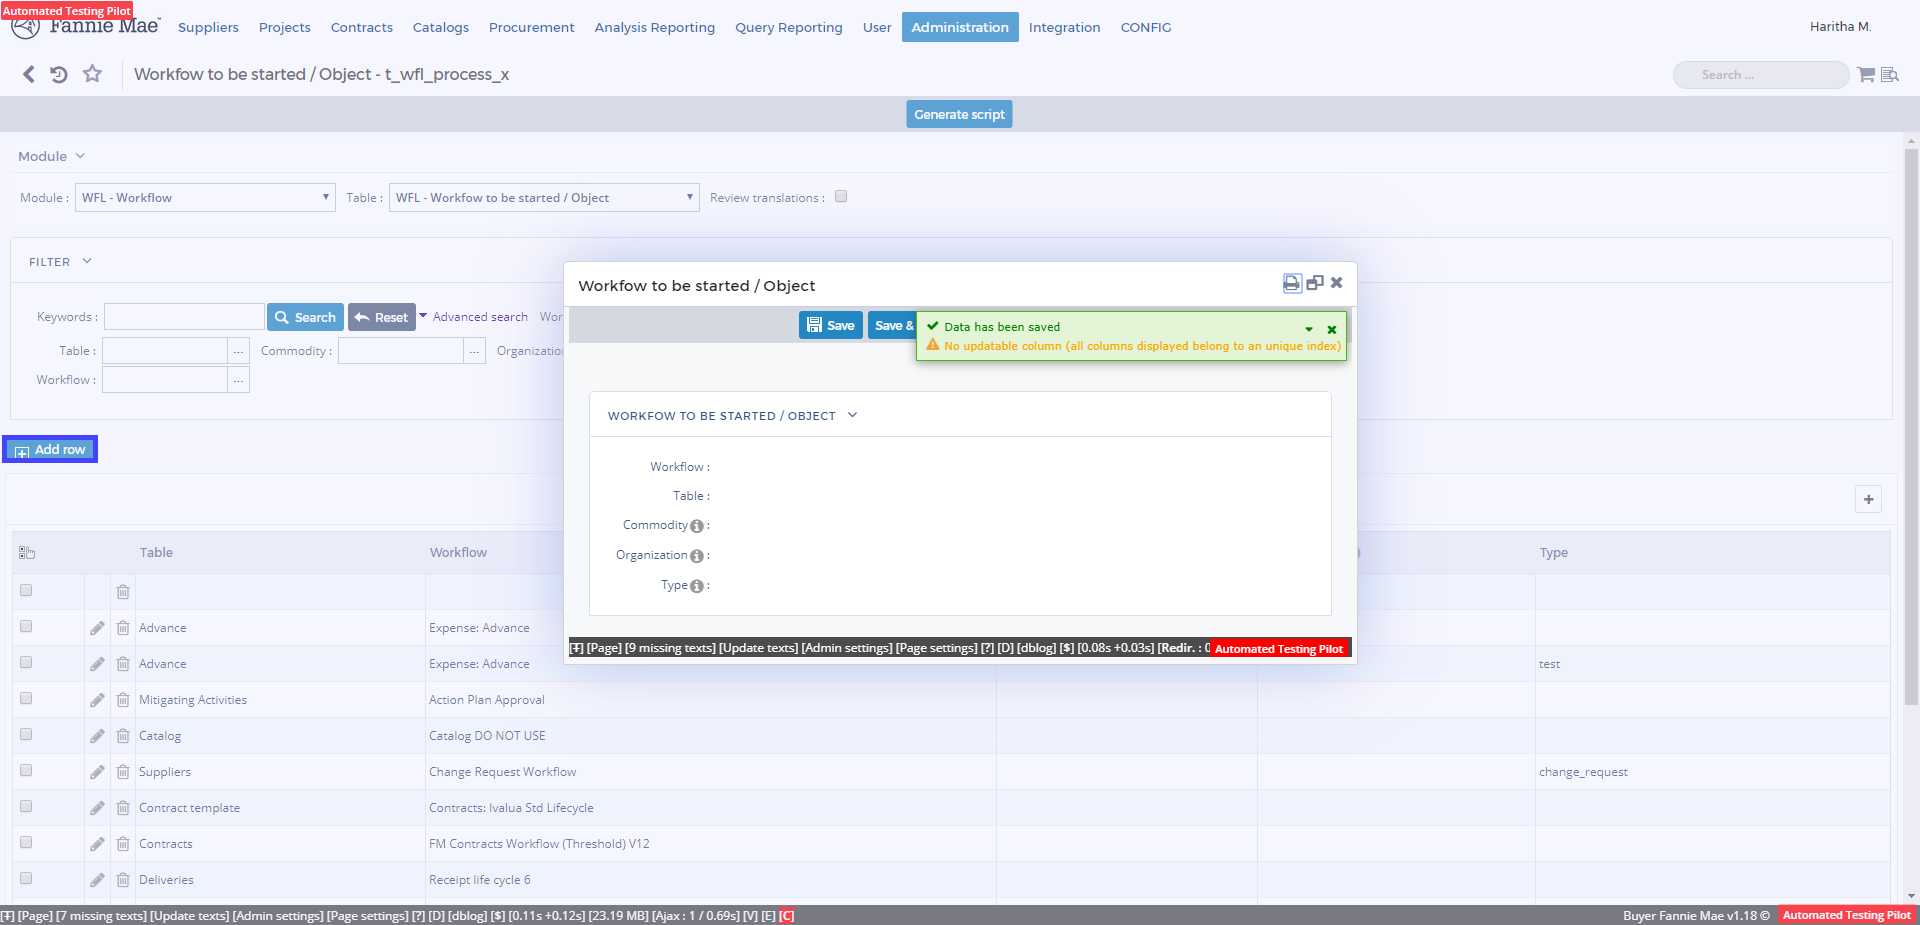 Automated Testing Pilot
Fannie Mae
Suppliers Projects Contracts Catalogs Procurement Analysis Reporting Query Reporting User Administration Integration CONFIG
Haritha M.
Workfow to be started / Object - t_wfl_process_x
Search ...
Generate script
Module
Module : WFL - Workflow Table : WFL - Workfow to be started / Object Review translations :
FILTER
Keywords : Search Reset Advanced search
Table : ... Commodity : ...
Workflow : ...
Add row
Workfow to be started / Object
Save Save &
Data has been saved
No updatable column (all columns displayed belong to an unique index)
WORKFOW TO BE STARTED / OBJECT
Workflow :
Table :
Commodity :
Organization :
Type :
[T] [Page] [9 missing texts] [Update texts] [Admin settings] [Page settings] [?] [D] [dblog] [$] [0.08s +0.03s] [Redir. : 0
Automated Testing Pilot
Table Workflow Type
Advance Expense: Advance
Advance Expense: Advance test
Mitigating Activities Action Plan Approval
Catalog Catalog DO NOT USE
Suppliers Change Request Workflow change_request
Contract template Contracts: Ivalua Std Lifecycle
Contracts FM Contracts Workflow (Threshold) V12
Deliveries Receipt life cycle 6
[T] [Page] [7 missing texts] [Update texts] [Admin settings] [Page settings] [?] [D] [dblog] [$] [0.11s +0.12s] [23.19 MB] [Ajax : 1 / 0.69s] [V] [E] [C]
Buyer Fannie Mae v1.18 © Automated Testing Pilot